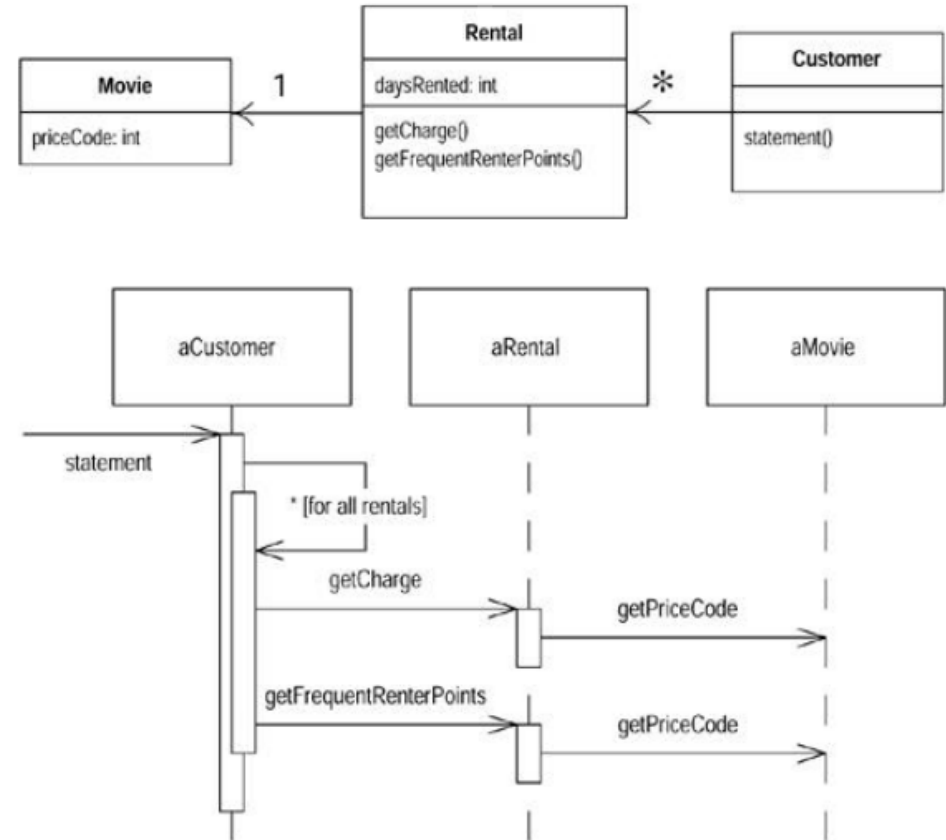 Movie
priceCode: int
1
Rental
daysRented: int
getCharge()
getFrequentRenterPoints()
*
Customer
statement()
aCustomer
aRental
aMovie
statement
* [for all rentals]
getCharge
getPriceCode
getFrequentRenterPoints
getPriceCode